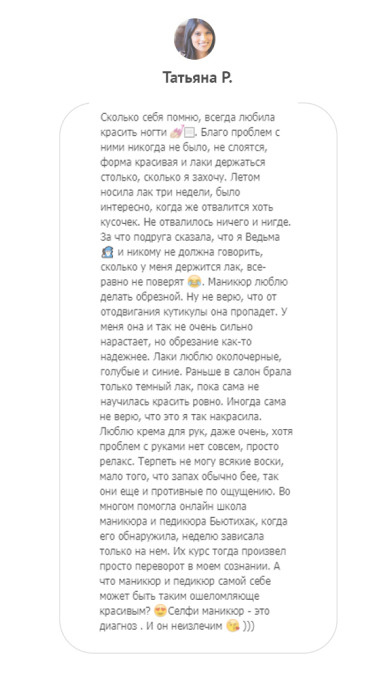 Татьяна Р.
Сколько себя помню, всегда любила
красить ногти 💅🏻. Благо проблем с
ними никогда не было, не слоятся,
форма красивая и лаки держаться
столько, сколько я захочу. Летом
носила лак три недели, было
интересно, когда же отвалится хоть
кусочек. Не отвалилось ничего и нигде.
За что подруга сказала, что я Ведьма
и никому не должна говорить,
сколько у меня держится лак, все-
равно не поверят 😂. Маникюр люблю
делать обрезной. Ну не верю, что от
отодвигания кутикулы она пропадет. У
меня она и так не очень сильно
нарастает, но обрезание как-то
надежнее. Лаки люблю околочерные,
голубые и синие. Раньше в салон брала
только темный лак, пока сама не
научилась красить ровно. Иногда сама
не верю, что это я так накрасила.
Люблю крема для рук, даже очень, хотя
проблем с руками нет совсем, просто
релакс. Терпеть не могу всякие воски,
мало того, что запах обычно бее, так
они еще и противные по ощущению. Во
многом помогла онлайн школа
маникюра и педикюра Бьютихак, когда
его обнаружила, неделю зависала
только на нем. Их курс тогда произвел
просто переворот в моем сознании. А
что маникюр и педикюр самой себе
может быть таким ошеломляюще
красивым? 😍Селфи маникюр - это
диагноз . И он неизлечим 😘 )))